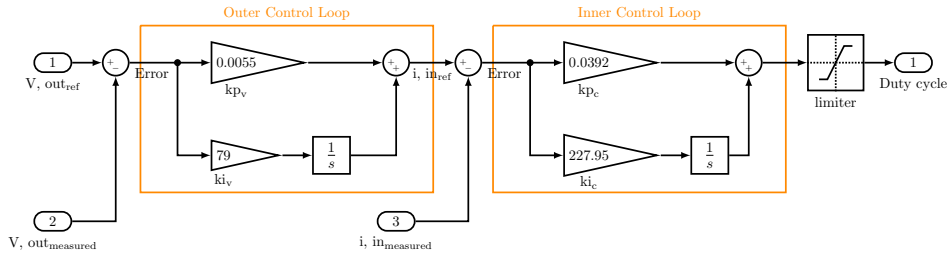 Outer Control Loop
Inner Control Loop
1
V, out_ref
+
−
Error
0.0055
kp_v
+
+
i, in_ref
+
−
Error
0.0392
kp_c
+
+
limiter
1
Duty cycle
79
ki_v
1
s
227.95
ki_c
1
s
2
V, out_measured
3
i, in_measured